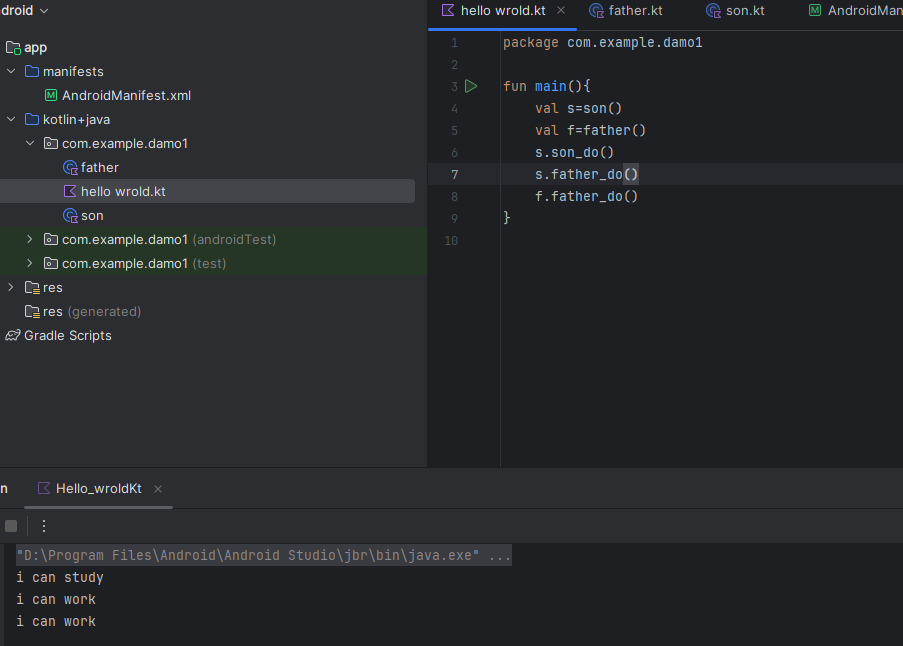 droid
app
manifests
AndroidManifest.xml
kotlin+java
com.example.damo1
father
hello wrold.kt
son
com.example.damo1 (androidTest)
com.example.damo1 (test)
res
res (generated)
Gradle Scripts
hello wrold.kt father.kt son.kt AndroidMan
1 package com.example.damo1
2
3 fun main(){
4 val s=son()
5 val f=father()
6 s.son_do()
7 s.father_do()
8 f.father_do()
9 }
10
n Hello_wroldKt
"D:\Program Files\Android\Android Studio\jbr\bin\java.exe" ...
i can study
i can work
i can work